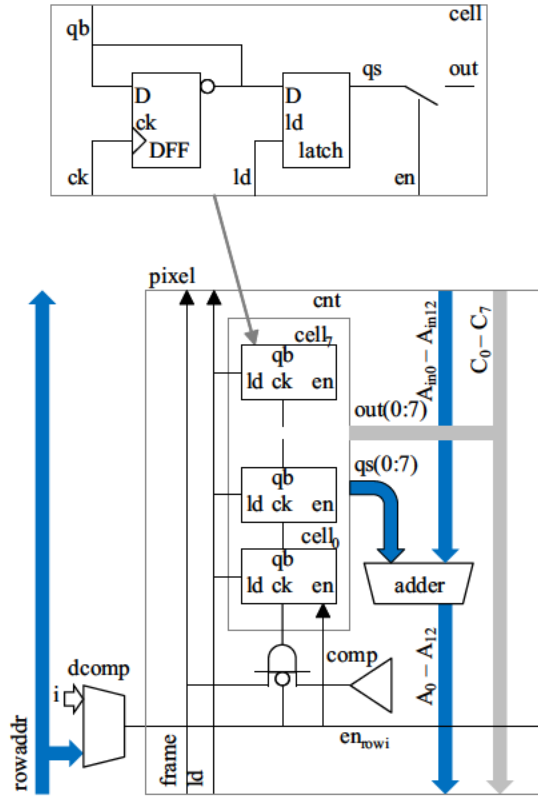 qb
cell
D
D
qs
out
ck
ld
DFF
latch
ck
ld
en
pixel
cnt
cell7
qb
ld ck en
A_in0 – A_in12
C0 – C7
out(0:7)
qs(0:7)
qb
ld ck en
cell0
qb
ld ck en
adder
comp
A0 – A12
dcomp
i
en_rowi
rowaddr
frame
ld